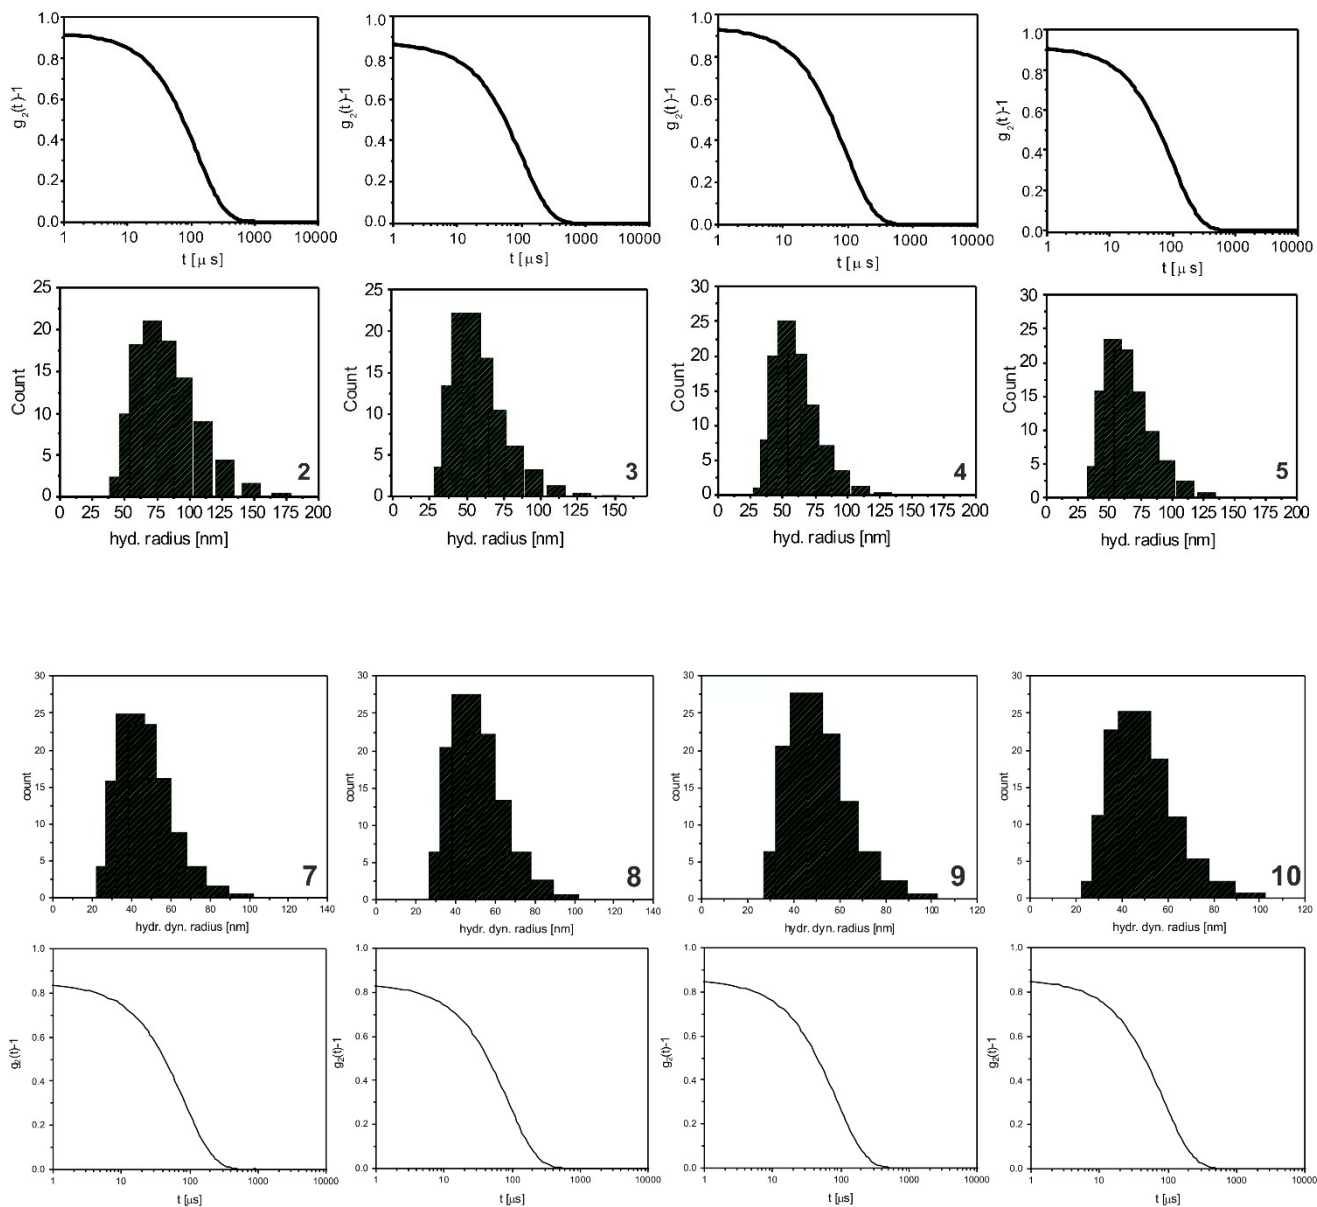 1.0 1.0 1.0 1.0
0.8 0.8 0.8 0.8
0.6 0.6 0.6 0.6
0.4 0.4 0.4 0.4
0.2 0.2 0.2 0.2
0.0 0.0 0.0 0.0
g2(t)-1 g2(t)-1 g2(t)-1 g2(t)-1
1 10 100 1000 10000 1 10 100 1000 10000 1 10 100 1000 10000 1 10 100 1000 10000
t [μs] t [μs] t [μs] t [μs]
25 25 30 30
20 20 25 25
15 15 20 20
10 10 15 15
5 5 10 10
0 0 5 5
0 0
Count Count Count Count
2 3 4 5
0 25 50 75 100 125 150 175 200 0 25 50 75 100 125 150 0 25 50 75 100 125 150 175 200 0 25 50 75 100 125 150 175 200
hyd. radius [nm] hyd. radius [nm] hyd. radius [nm] hyd. radius [nm]
30 30 30 30
25 25 25 25
20 20 20 20
15 15 15 15
10 10 10 10
5 5 5 5
0 0 0 0
count count count count
7 8 9 10
0 20 40 60 80 100 120 140 0 20 40 60 80 100 120 140 0 20 40 60 80 100 120 0 20 40 60 80 100 120
hydr. dyn. radius [nm] hydr. dyn. radius [nm] hydr. dyn. radius [nm] hydr. dyn. radius [nm]
1.0 1.0 1.0 1.0
0.8 0.8 0.8 0.8
0.6 0.6 0.6 0.6
0.4 0.4 0.4 0.4
0.2 0.2 0.2 0.2
0.0 0.0 0.0 0.0
g2(t)-1 g2(t)-1 g2(t)-1 g2(t)-1
1 10 100 1000 10000 1 10 100 1000 10000 1 10 100 1000 10000 1 10 100 1000 10000
t [μs] t [μs] t [μs] t [μs]